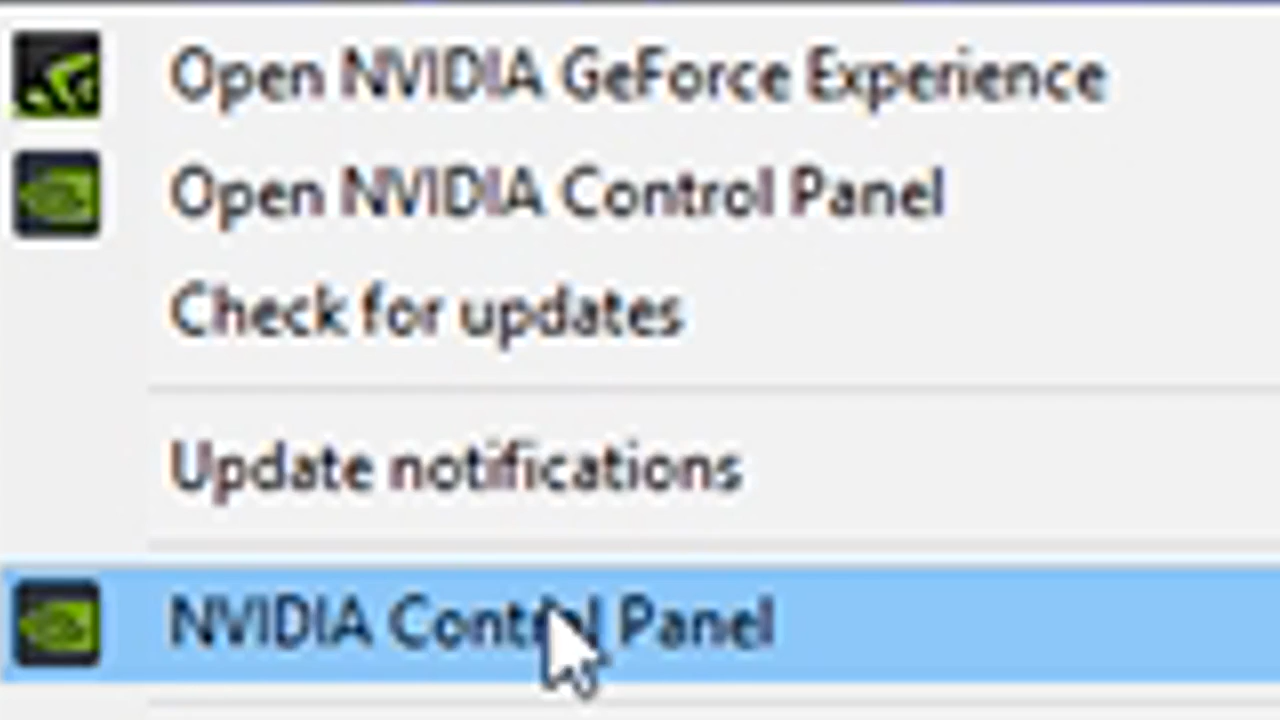 Open NVIDIA GeForce Experience
Open NVIDIA Control Panel
Check for updates
Update notifications
NVIDIA Control Panel